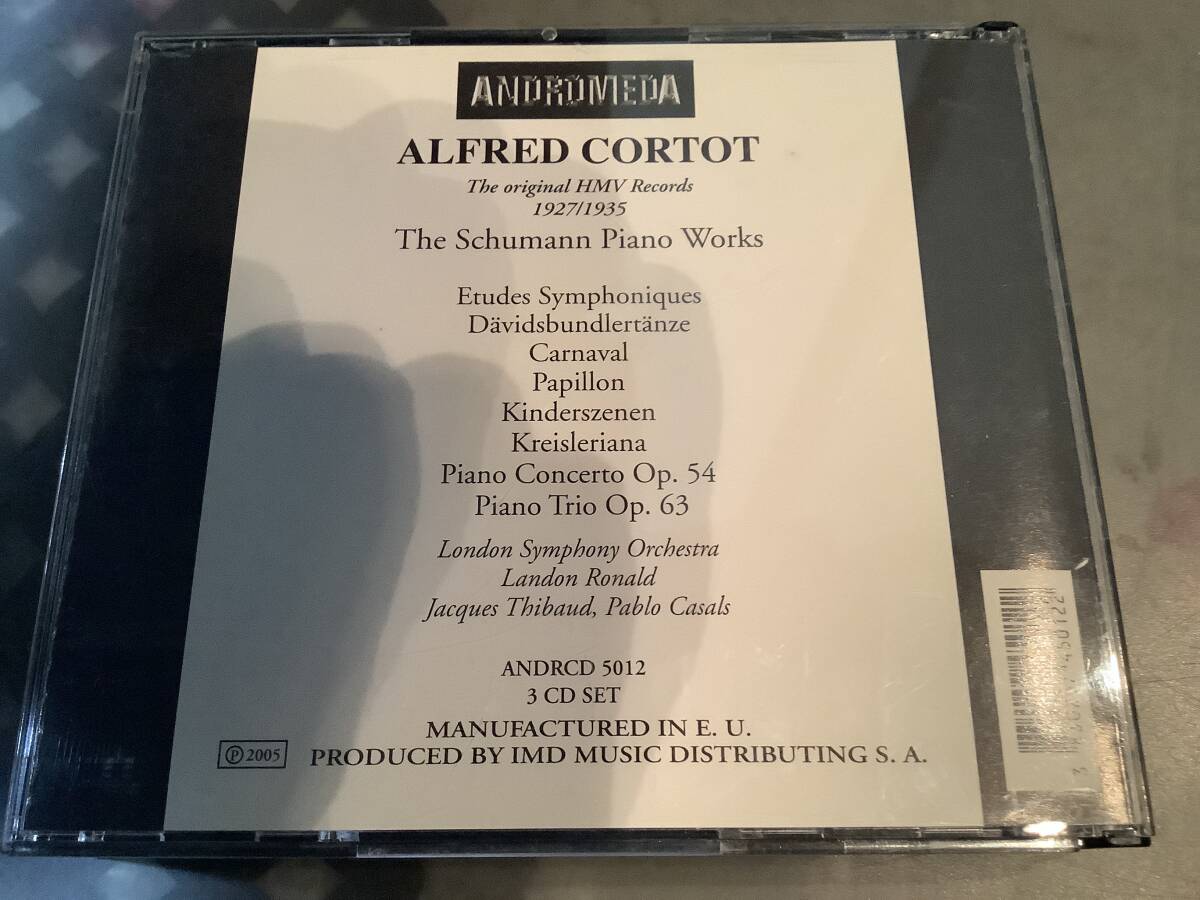 ANDROMEDA
ALFRED CORTOT
The original HMV Records
1927/1935
The Schumann Piano Works
Etudes Symphoniques
Dävidsbundlertänze
Carnaval
Papillon
Kinderszenen
Kreisleriana
Piano Concerto Op. 54
Piano Trio Op. 63
London Symphony Orchestra
Landon Ronald
Jacques Thibaud, Pablo Casals
ANDRCD 5012
3 CD SET
MANUFACTURED IN E. U.
℗ 2005 PRODUCED BY IMD MUSIC DISTRIBUTING S. A.